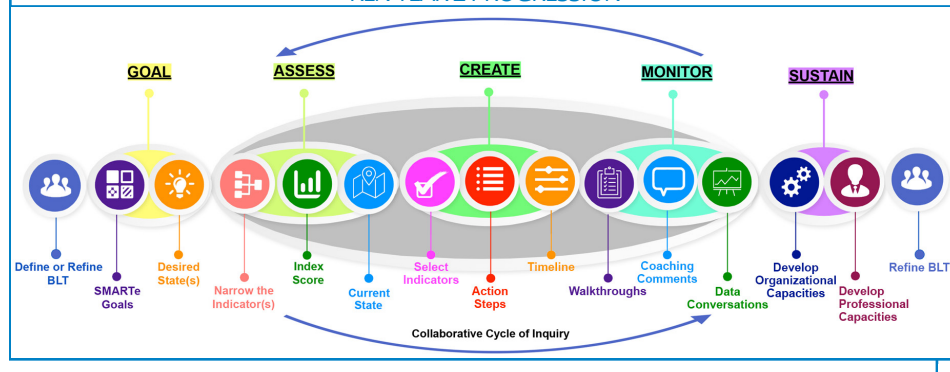 GOAL
ASSESS
CREATE
MONITOR
SUSTAIN
Define or Refine
BLT
SMARTe
Goals
Desired
State(s)
Narrow the
Indicator(s)
Index
Score
Current
State
Select
Indicators
Action
Steps
Timeline
Walkthroughs
Coaching
Comments
Data
Conversations
Develop
Organizational
Capacities
Develop
Professional
Capacities
Refine BLT
Collaborative Cycle of Inquiry